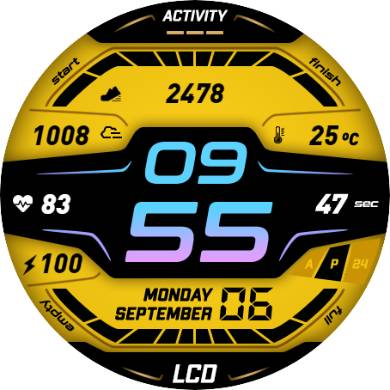 ACTIVITY
start
finish
2478
1008
25 ºC
09
83
47 sec
55
100
A P 24
MONDAY
SEPTEMBER 06
empty
full
LCD